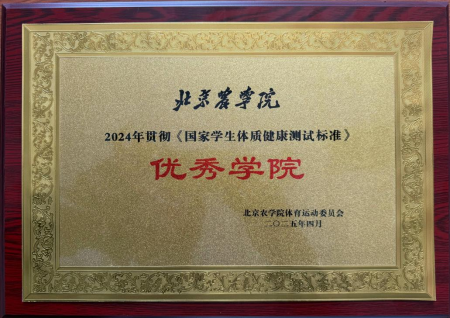 北京农学院
2024年贯彻《国家学生体质健康测试标准》
优秀学院
北京农学院体育运动委员会
二〇二五年四月